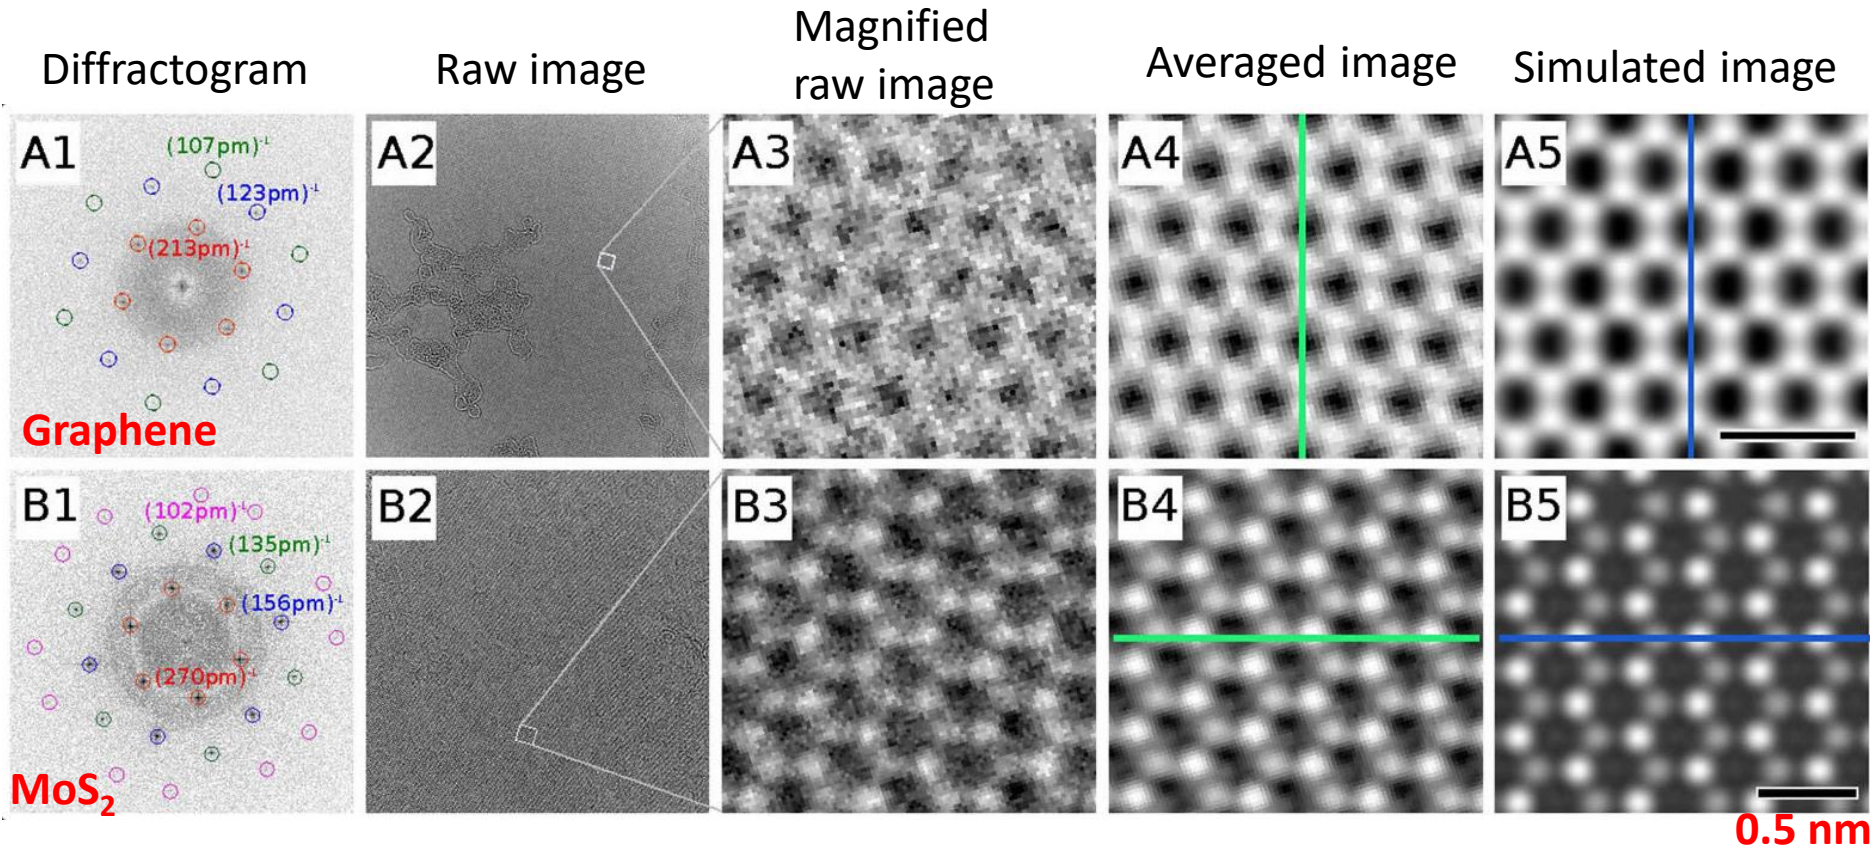 Diffractogram
Raw image
Magnified
raw image
Averaged image
Simulated image
A1
(107pm)⁻¹
(123pm)⁻¹
(213pm)⁻¹
Graphene
A2
A3
A4
A5
B1
(102pm)⁻¹
(135pm)⁻¹
(156pm)⁻¹
(270pm)⁻¹
MoS₂
B2
B3
B4
B5
0.5 nm